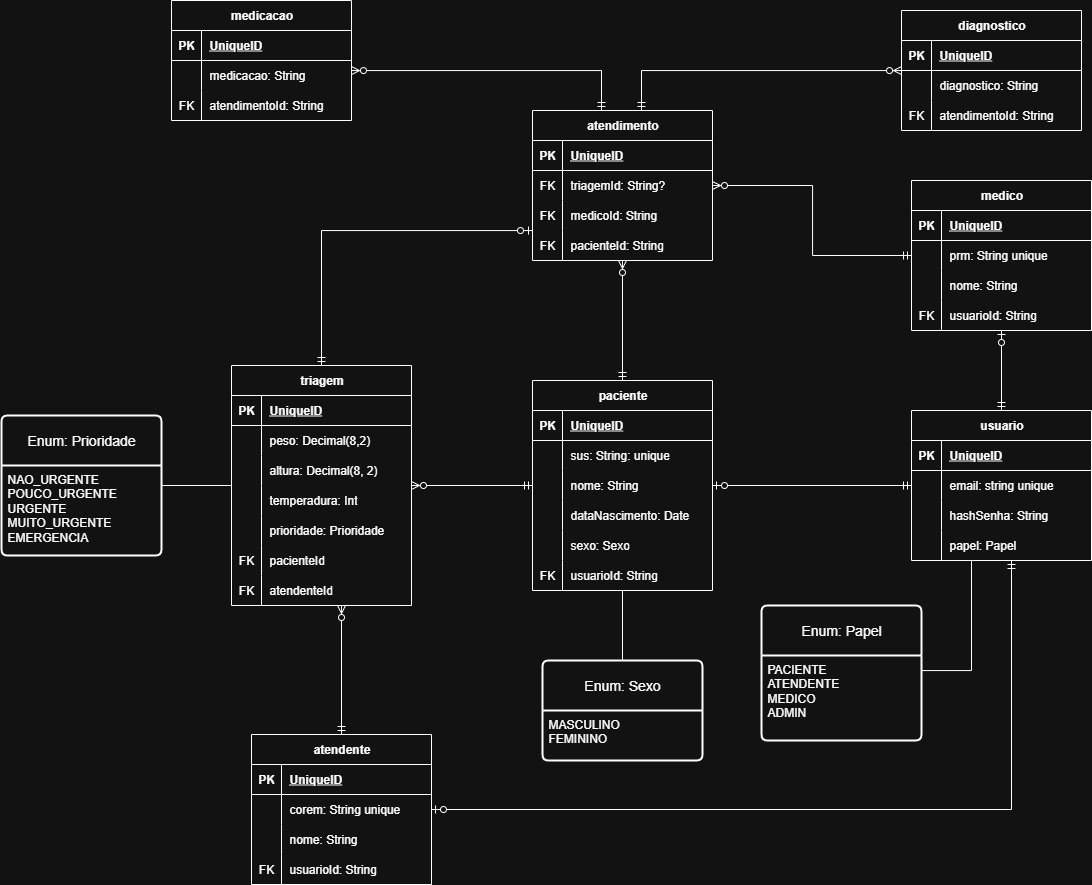 medicacao
PK UniqueID
medicacao: String
FK atendimentoId: String
diagnostico
PK UniqueID
diagnostico: String
FK atendimentoId: String
atendimento
PK UniqueID
FK triagemId: String?
FK medicoId: String
FK pacienteId: String
medico
PK UniqueID
prm: String unique
nome: String
FK usuarioId: String
triagem
PK UniqueID
peso: Decimal(8,2)
altura: Decimal(8, 2)
temperadura: Int
prioridade: Prioridade
FK pacienteId
FK atendenteId
Enum: Prioridade
NAO_URGENTE
POUCO_URGENTE
URGENTE
MUITO_URGENTE
EMERGENCIA
paciente
PK UniqueID
sus: String: unique
nome: String
dataNascimento: Date
sexo: Sexo
FK usuarioId: String
usuario
PK UniqueID
email: string unique
hashSenha: String
papel: Papel
Enum: Papel
PACIENTE
ATENDENTE
MEDICO
ADMIN
Enum: Sexo
MASCULINO
FEMININO
atendente
PK UniqueID
corem: String unique
nome: String
FK usuarioId: String